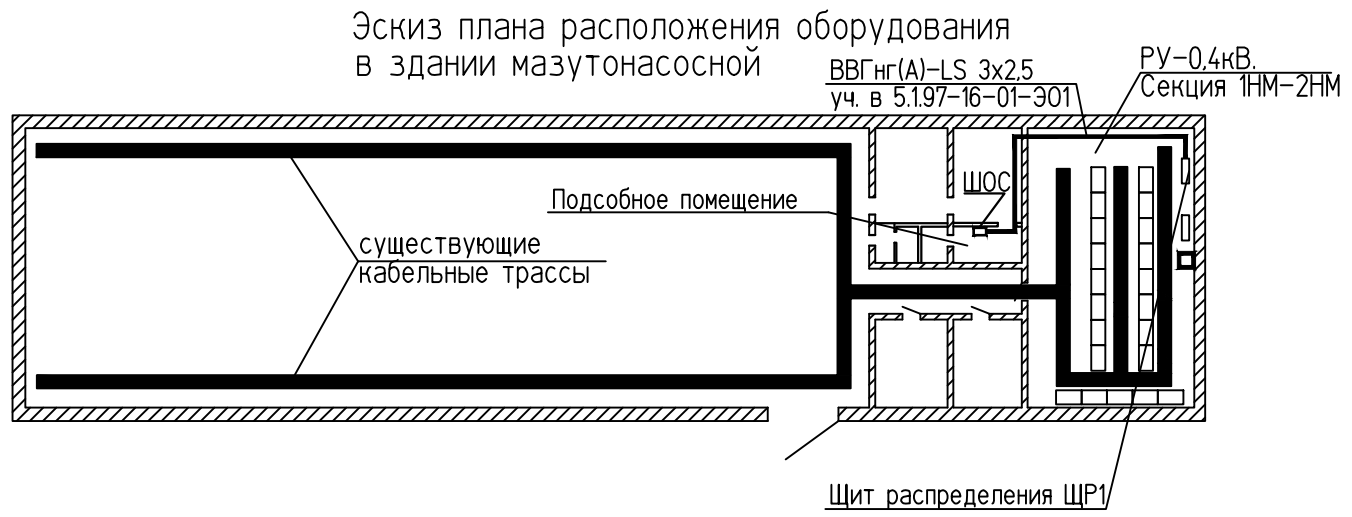 Эскиз плана расположения оборудования
в здании мазутонасосной
ВВГнг(А)-LS 3х2,5
уч. в 5.1.97-16-01-ЭО1
РУ-0,4кВ.
Секция 1НМ-2НМ
ШОС
Подсобное помещение
существующие
кабельные трассы
Щит распределения ЩР1